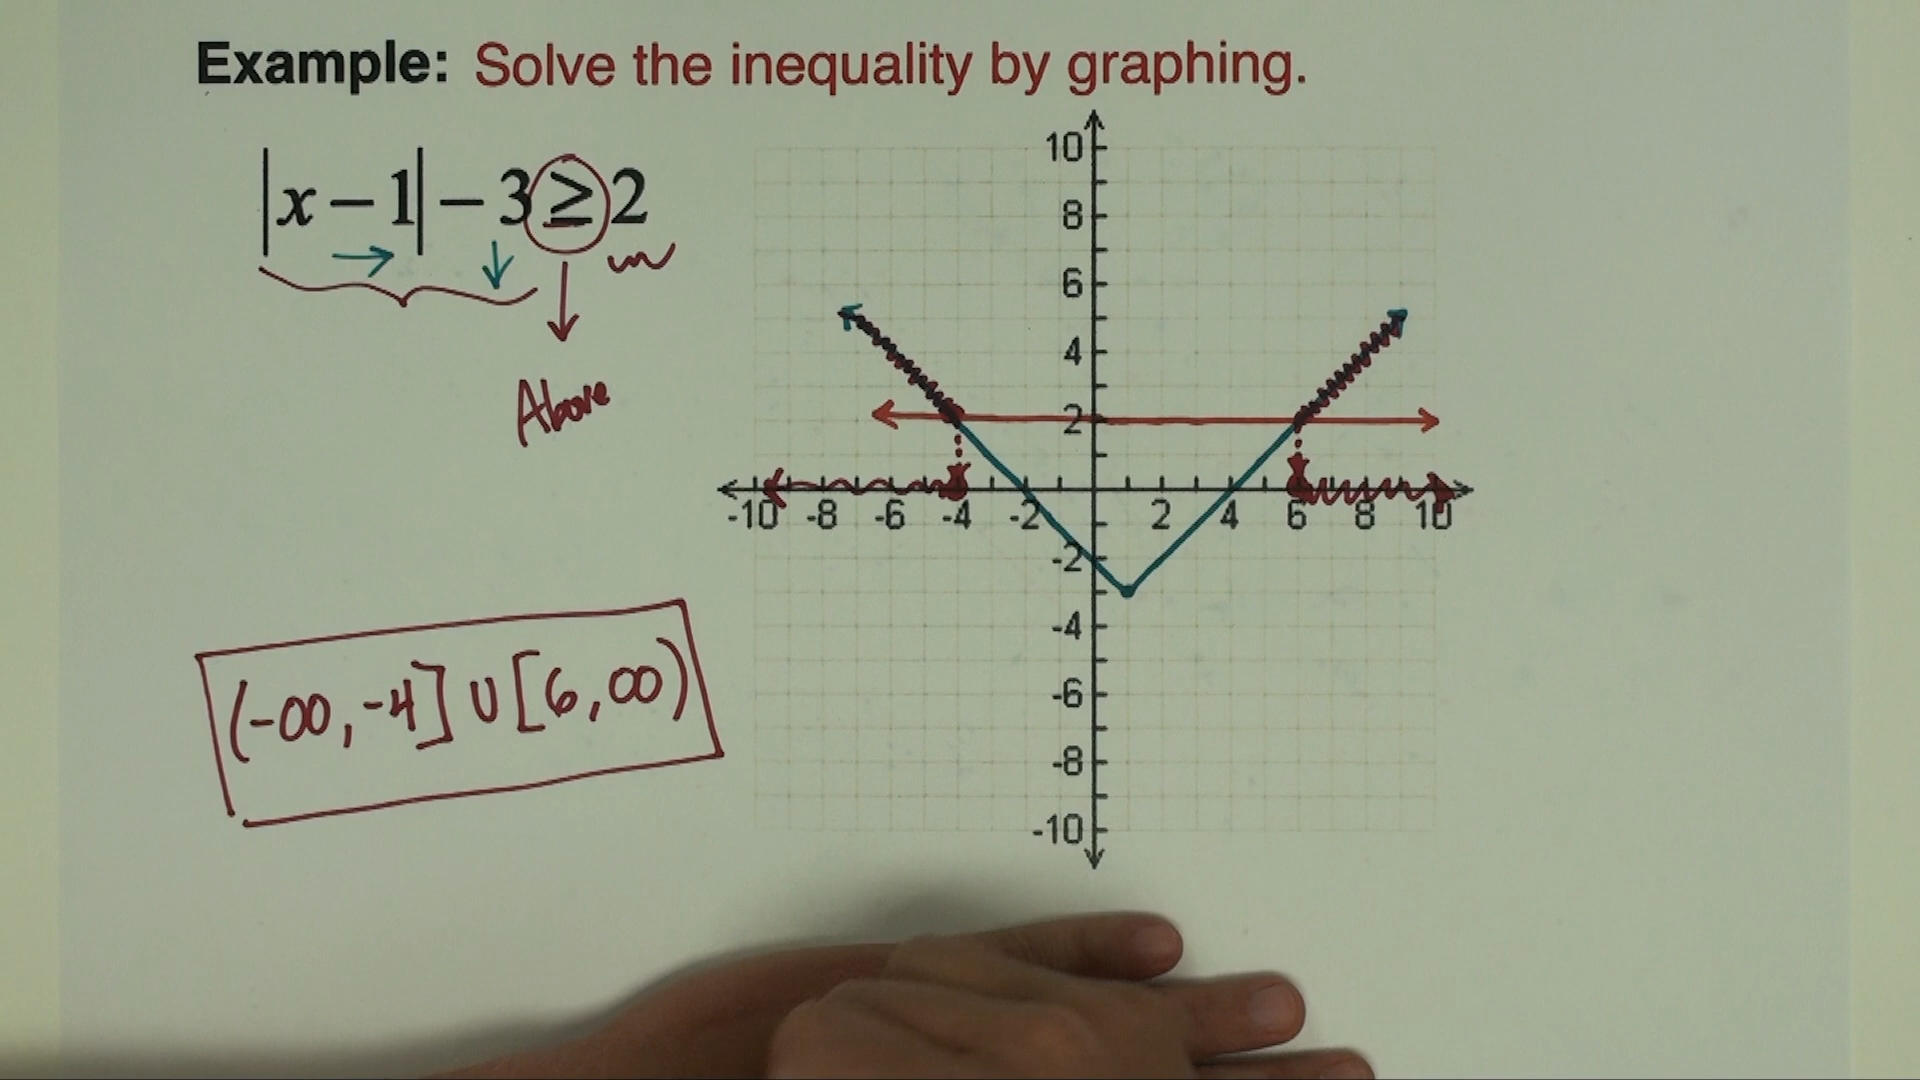 Example: Solve the inequality by graphing.
|x − 1| − 3 ≥ 2
Above
(-∞, -4] ∪ [6, ∞)
10
8
6
4
2
-10 -8 -6 -4 -2 2 4 6 8 10
-2
-4
-6
-8
-10